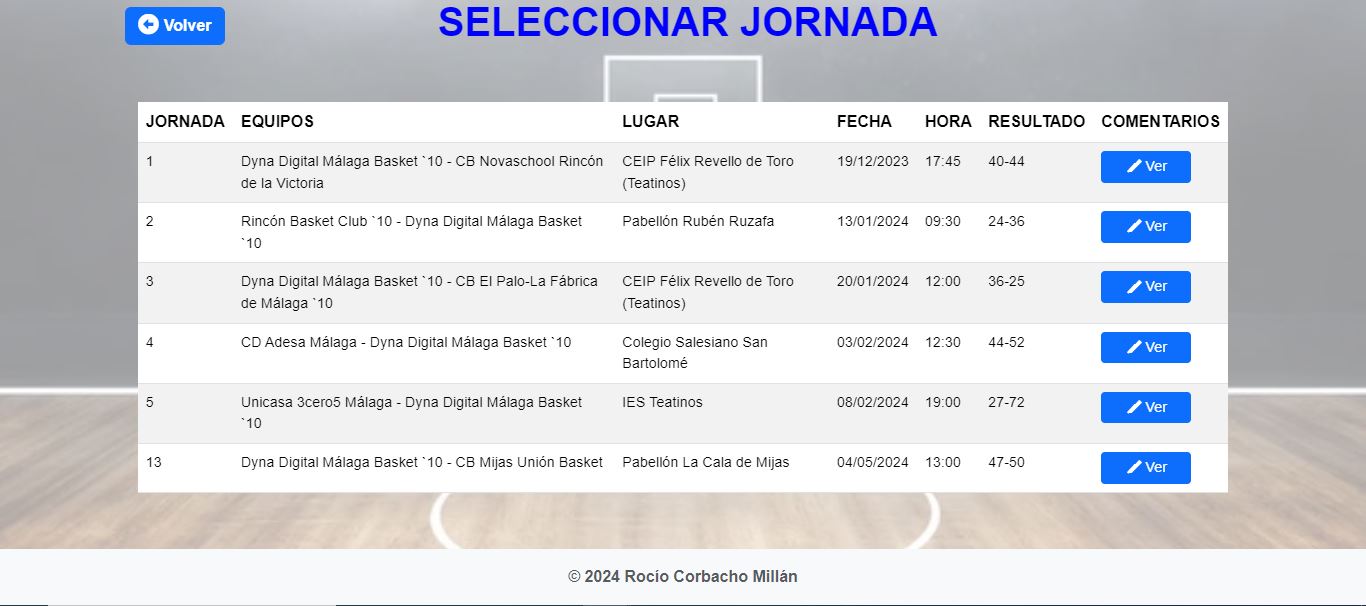 Volver
SELECCIONAR JORNADA
JORNADA EQUIPOS LUGAR FECHA HORA RESULTADO COMENTARIOS
1 Dyna Digital Málaga Basket `10 - CB Novaschool Rincón CEIP Félix Revello de Toro 19/12/2023 17:45 40-44 Ver
de la Victoria (Teatinos)
2 Rincón Basket Club `10 - Dyna Digital Málaga Basket Pabellón Rubén Ruzafa 13/01/2024 09:30 24-36 Ver
`10
3 Dyna Digital Málaga Basket `10 - CB El Palo-La Fábrica CEIP Félix Revello de Toro 20/01/2024 12:00 36-25 Ver
de Málaga `10 (Teatinos)
4 CD Adesa Málaga - Dyna Digital Málaga Basket `10 Colegio Salesiano San 03/02/2024 12:30 44-52 Ver
Bartolomé
5 Unicasa 3cero5 Málaga - Dyna Digital Málaga Basket IES Teatinos 08/02/2024 19:00 27-72 Ver
`10
13 Dyna Digital Málaga Basket `10 - CB Mijas Unión Basket Pabellón La Cala de Mijas 04/05/2024 13:00 47-50 Ver
© 2024 Rocío Corbacho Millán